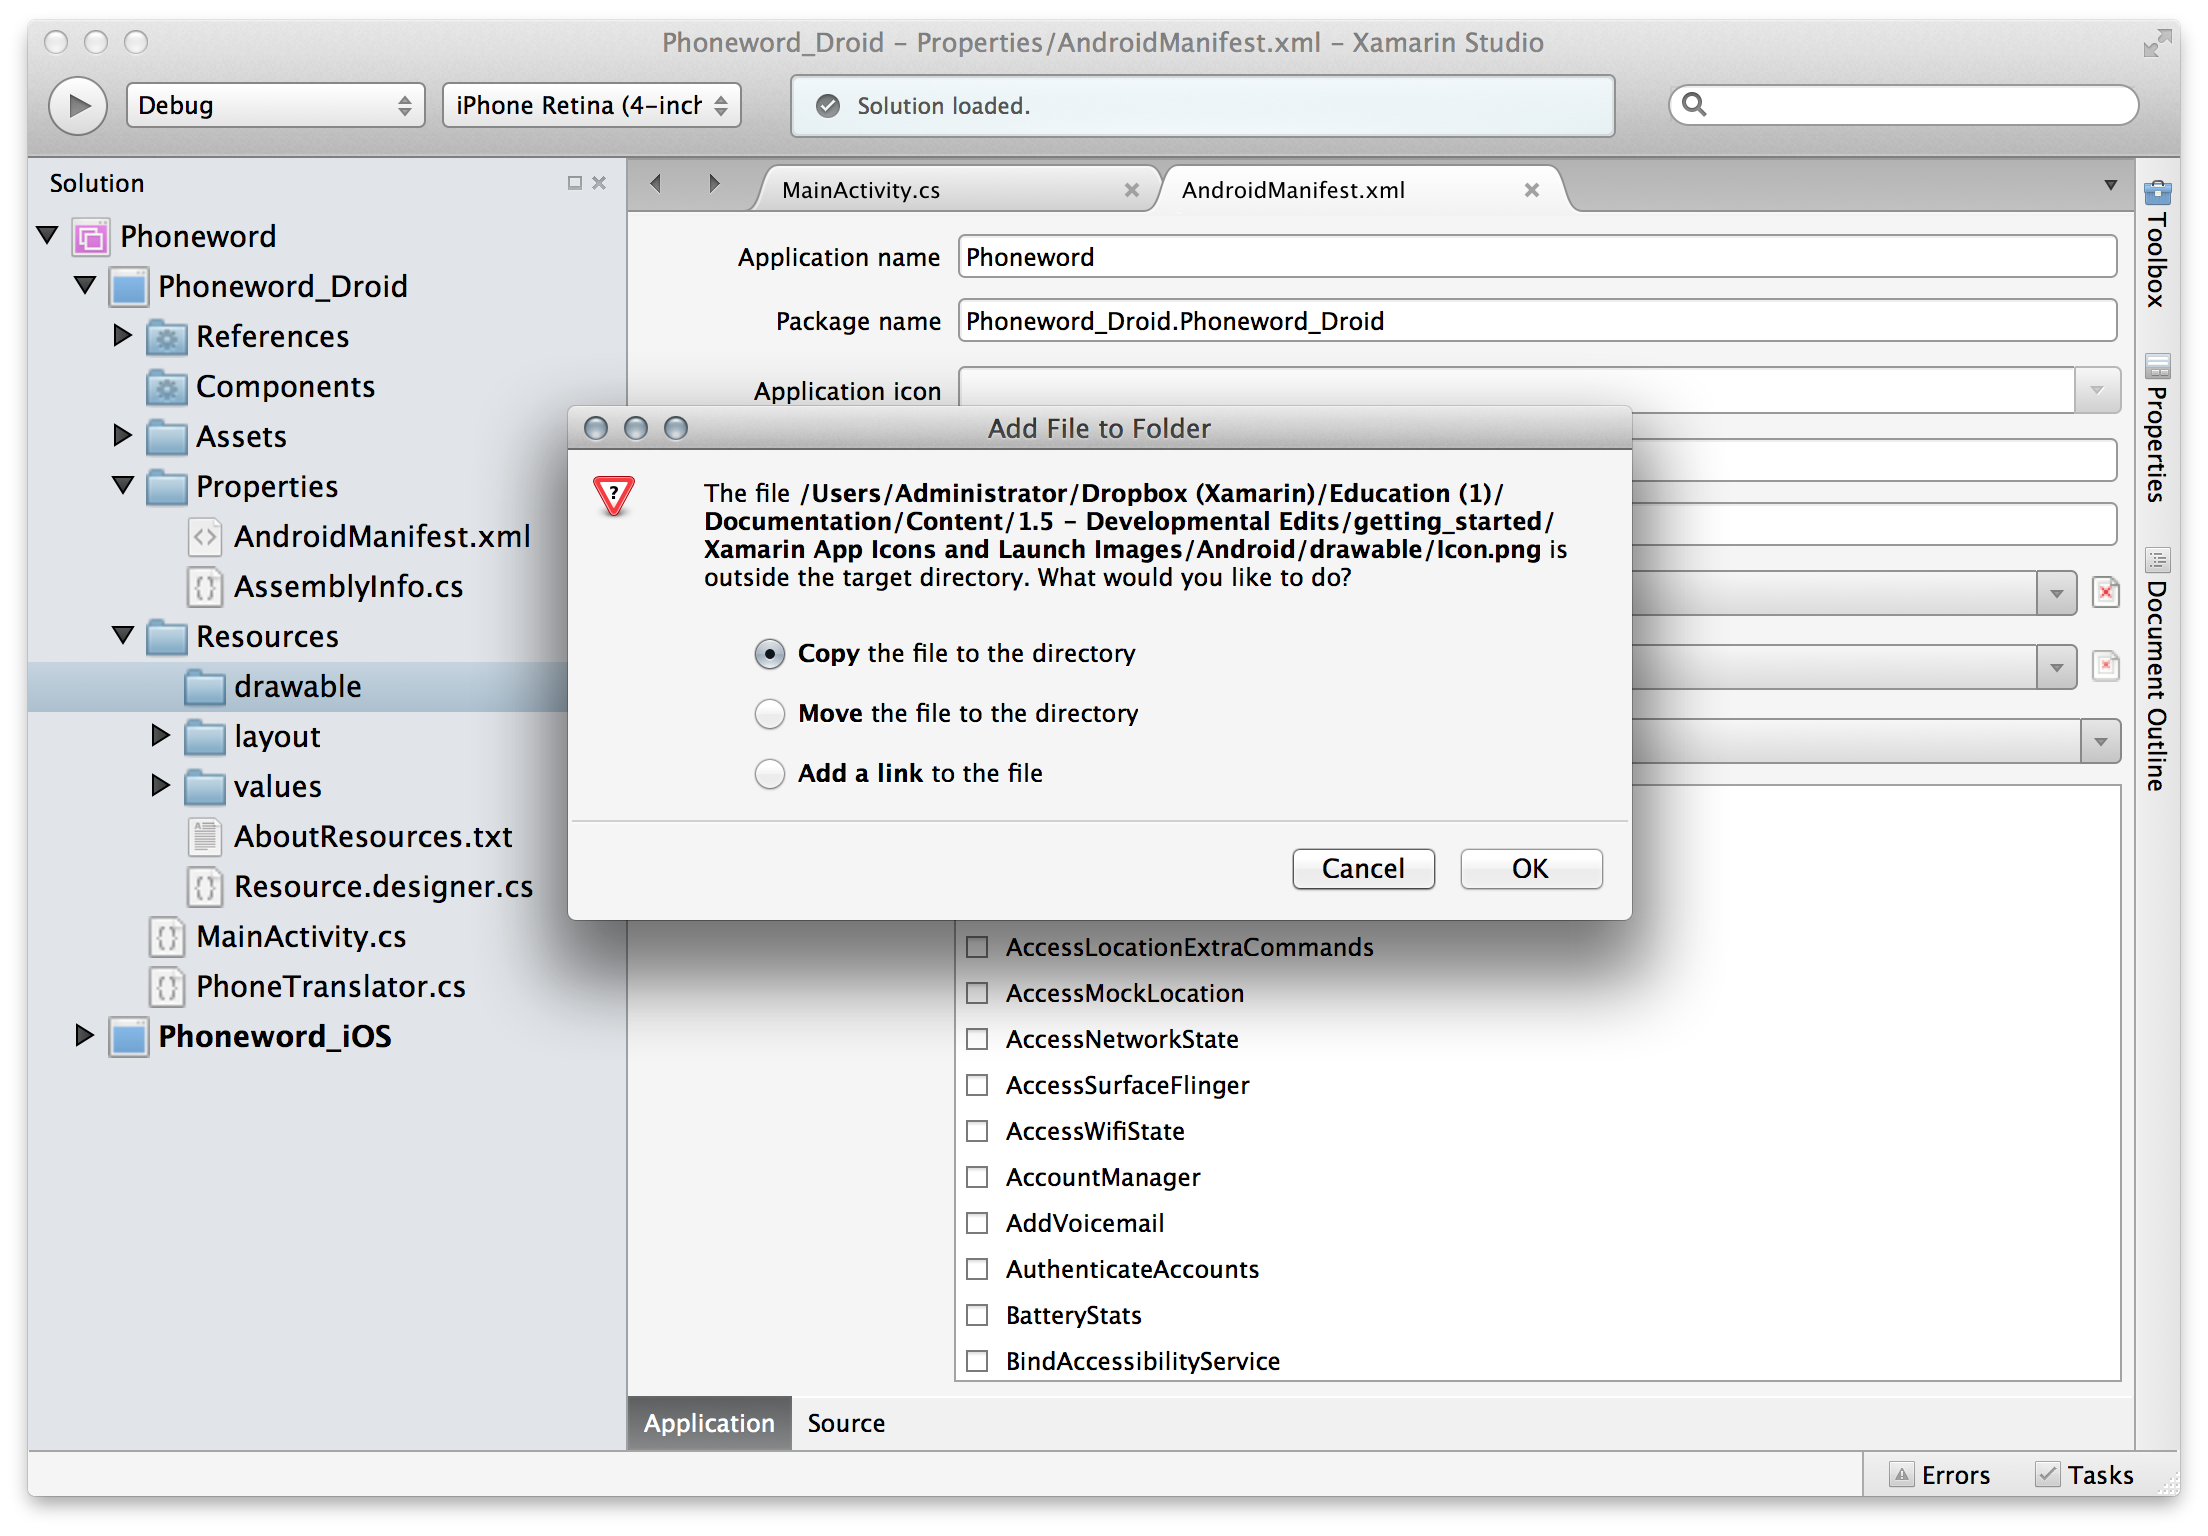 Phoneword_Droid – Properties/AndroidManifest.xml – Xamarin Studio
Debug
iPhone Retina (4-inch
Solution loaded.
Solution
Phoneword
Phoneword_Droid
References
Components
Assets
Properties
AndroidManifest.xml
AssemblyInfo.cs
Resources
drawable
layout
values
AboutResources.txt
Resource.designer.cs
MainActivity.cs
PhoneTranslator.cs
Phoneword_iOS
MainActivity.cs
AndroidManifest.xml
Application name
Phoneword
Package name
Phoneword_Droid.Phoneword_Droid
Application icon
Add File to Folder
The file /Users/Administrator/Dropbox (Xamarin)/Education (1)/
Documentation/Content/1.5 – Developmental Edits/getting_started/
Xamarin App Icons and Launch Images/Android/drawable/Icon.png is
outside the target directory. What would you like to do?
Copy the file to the directory
Move the file to the directory
Add a link to the file
Cancel
OK
AccessLocationExtraCommands
AccessMockLocation
AccessNetworkState
AccessSurfaceFlinger
AccessWifiState
AccountManager
AddVoicemail
AuthenticateAccounts
BatteryStats
BindAccessibilityService
Application
Source
Toolbox
Properties
Document Outline
Errors
Tasks